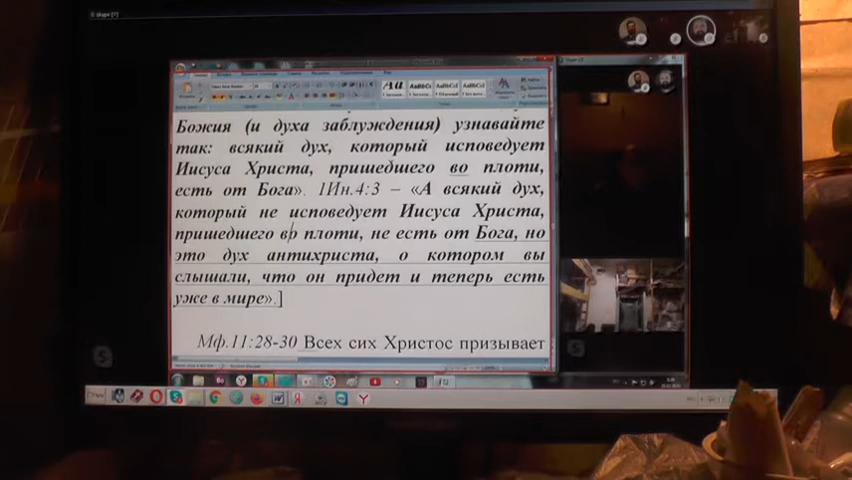 Божия (и духа заблуждения) узнавайте
так: всякий дух, который исповедует
Иисуса Христа, пришедшего во плоти,
есть от Бога». 1Ин.4:3 – «А всякий дух,
который не исповедует Иисуса Христа,
пришедшего во плоти, не есть от Бога, но
это дух антихриста, о котором вы
слышали, что он придет и теперь есть
уже в мире».]
Мф.11:28-30 Всех сих Христос призывает